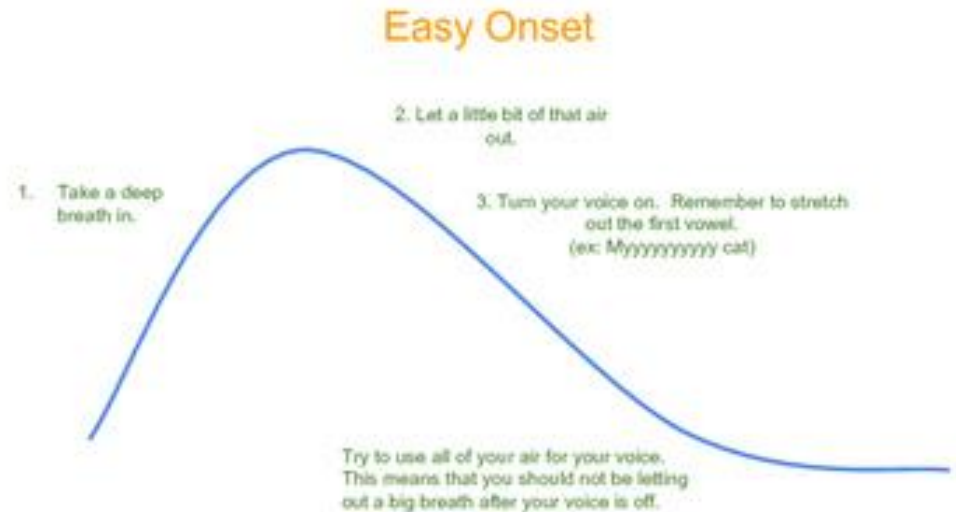 Easy Onset
2. Let a little bit of that air
out.
1. Take a deep
breath in.
3. Turn your voice on. Remember to stretch
out the first vowel.
(ex: Myyyyyyyyyy cat)
Try to use all of your air for your voice.
This means that you should not be letting
out a big breath after your voice is off.